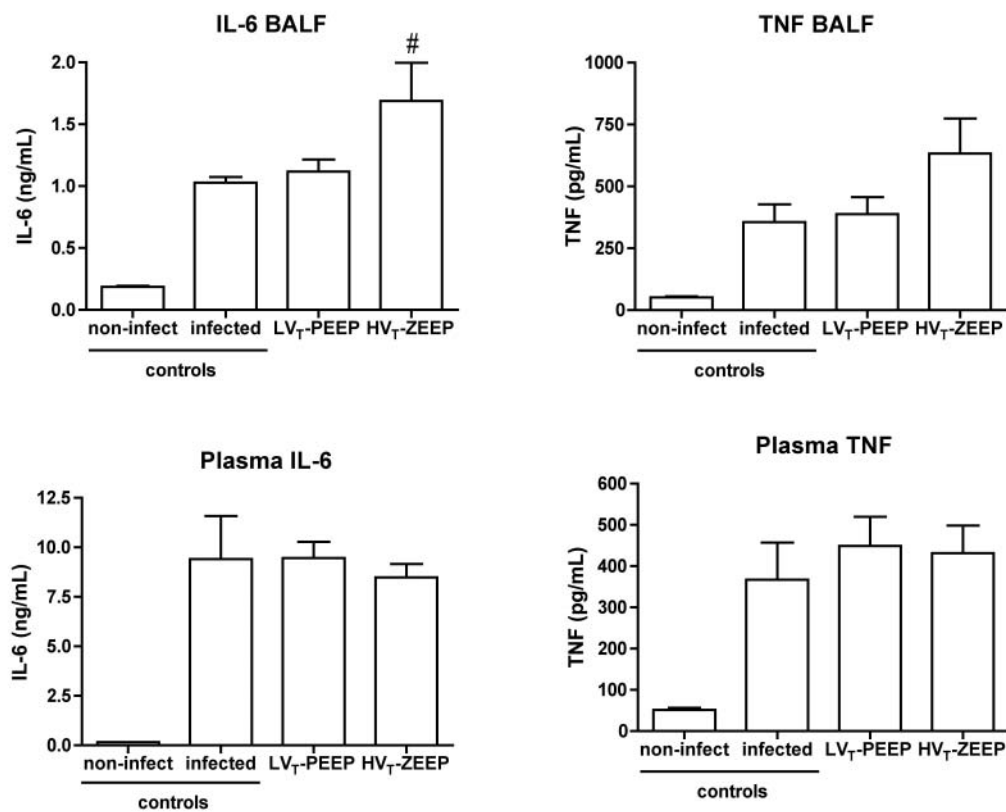 IL-6 BALF
#
IL-6 (ng/mL)
2.0
1.5
1.0
0.5
0.0
non-infect infected LVT-PEEP HVT-ZEEP
controls
TNF BALF
TNF (pg/mL)
1000
750
500
250
0
non-infect infected LVT-PEEP HVT-ZEEP
controls
Plasma IL-6
IL-6 (ng/mL)
12.5
10.0
7.5
5.0
2.5
0.0
non-infect infected LVT-PEEP HVT-ZEEP
controls
Plasma TNF
TNF (pg/mL)
600
500
400
300
200
100
0
non-infect infected LVT-PEEP HVT-ZEEP
controls